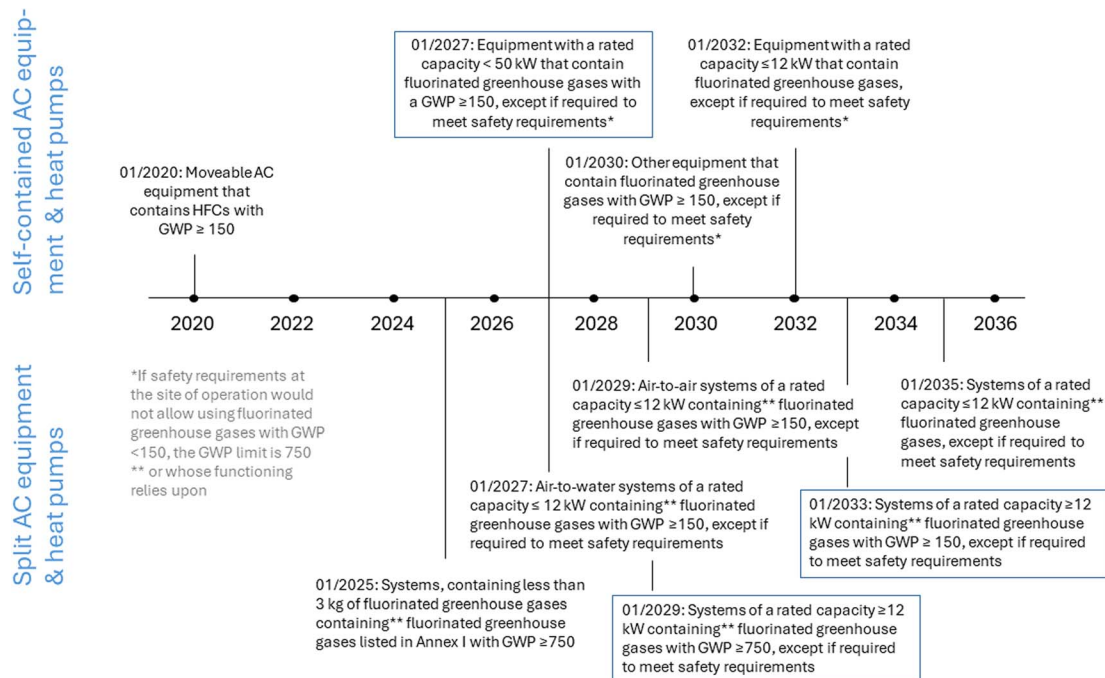 Self-contained AC equip-
ment & heat pumps
01/2020: Moveable AC
equipment that
contains HFCs with
GWP ≥ 150
01/2027: Equipment with a rated
capacity < 50 kW that contain
fluorinated greenhouse gases with
a GWP ≥150, except if required to
meet safety requirements*
01/2030: Other equipment that
contain fluorinated greenhouse
gases with GWP ≥ 150, except if
required to meet safety
requirements*
01/2032: Equipment with a rated
capacity ≤12 kW that contain
fluorinated greenhouse gases,
except if required to meet safety
requirements*
2020 2022 2024 2026 2028 2030 2032 2034 2036
Split AC equipment
& heat pumps
*If safety requirements at
the site of operation would
not allow using fluorinated
greenhouse gases with GWP
<150, the GWP limit is 750
** or whose functioning
relies upon
01/2025: Systems, containing less than
3 kg of fluorinated greenhouse gases
containing** fluorinated greenhouse
gases listed in Annex I with GWP ≥750
01/2027: Air-to-water systems of a rated
capacity ≤ 12 kW containing** fluorinated
greenhouse gases with GWP ≥150, except if
required to meet safety requirements
01/2029: Air-to-air systems of a rated
capacity ≤12 kW containing** fluorinated
greenhouse gases with GWP ≥150, except
if required to meet safety requirements
01/2029: Systems of a rated capacity ≥12
kW containing** fluorinated greenhouse
gases with GWP ≥750, except if required
to meet safety requirements
01/2035: Systems of a rated
capacity ≤12 kW containing**
fluorinated greenhouse
gases, except if required to
meet safety requirements
01/2033: Systems of a rated capacity ≥12
kW containing** fluorinated greenhouse
gases with GWP ≥ 150, except if required
to meet safety requirements